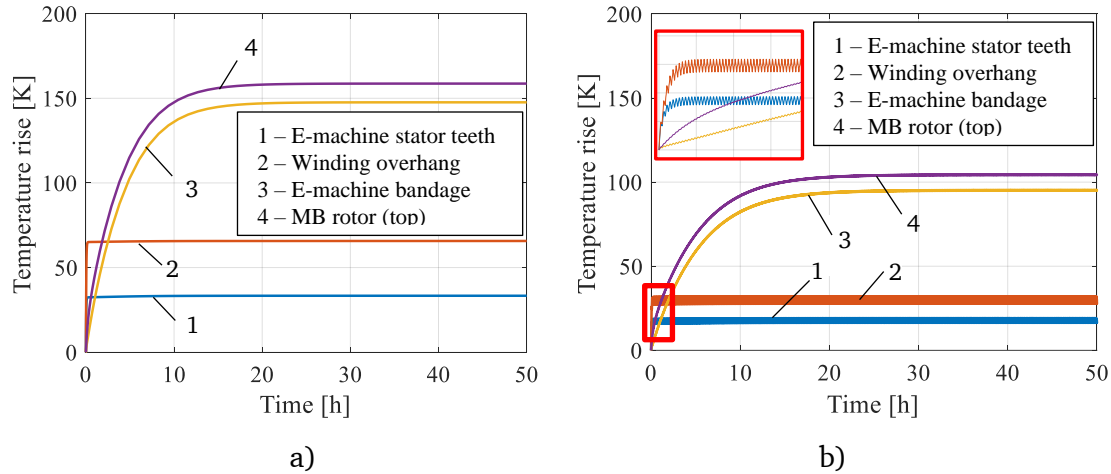 200
150
100
50
0
Temperature rise [K]
4
1 – E-machine stator teeth
2 – Winding overhang
3 – E-machine bandage
4 – MB rotor (top)
3
2
1
0
10
20
30
40
50
Time [h]
a)
200
150
100
50
0
Temperature rise [K]
1 – E-machine stator teeth
2 – Winding overhang
3 – E-machine bandage
4 – MB rotor (top)
3
4
1
2
0
10
20
30
40
50
Time [h]
b)